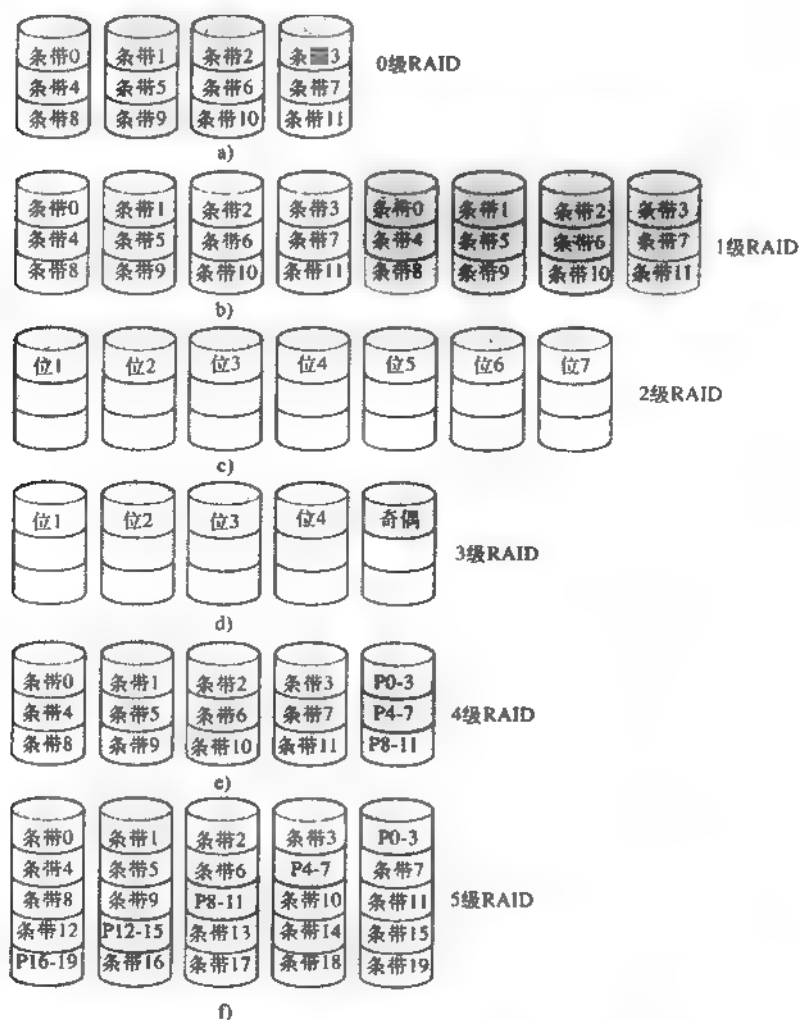 条带0 条带1 条带2 条 3
0级RAID
条带4 条带5 条带6 条带7
条带8 条带9 条带10 条带11
a)
条带0 条带1 条带2 条带3 条带0 条带1 条带2 条带3
条带4 条带5 条带6 条带7 条带4 条带5 条带6 条带7
1级RAID
条带8 条带9 条带10 条带11 条带8 条带9 条带10 条带11
b)
位1 位2 位3 位4 位5 位6 位7
2级RAID
c)
位1 位2 位3 位4 奇偶
3级RAID
d)
条带0 条带1 条带2 条带3 P0-3
条带4 条带5 条带6 条带7 P4-7
4级RAID
条带8 条带9 条带10 条带11 P8-11
e)
条带0 条带1 条带2 条带3 P0-3
条带4 条带5 条带6 P4-7 条带7
条带8 条带9 P8-11 条带10 条带11
5级RAID
条带12 P12-15 条带13 条带14 条带15
P16-19 条带16 条带17 条带18 条带19
f)